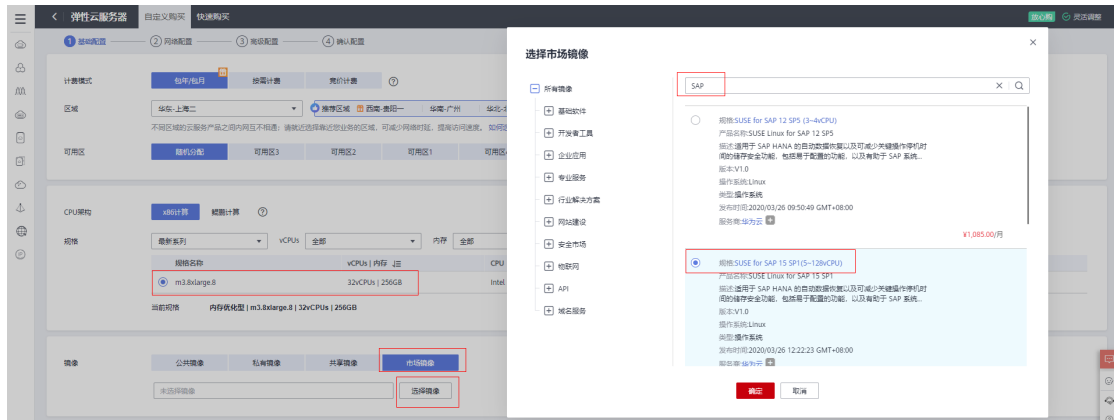 弹性云服务器
自定义购买
快速购买
放心购
灵活调整
1 基础配置
2 网络配置
3 高级配置
4 确认配置
计费模式
包年/包月
按需计费
竞价计费
区域
华东-上海二
推荐区域
西南-贵阳一
华南-广州
不同区域的云服务产品之间内网互不相通；请就近选择靠近您业务的区域，可减少网络时延，提高访问速度。
可用区
随机分配
可用区3
可用区2
可用区1
CPU架构
x86计算
鲲鹏计算
规格
最新系列
vCPUs
全部
内存
全部
规格名称
vCPUs | 内存
CPU
m3.8xlarge.8
32vCPUs | 256GB
Intel
当前规格
内存优化型 | m3.8xlarge.8 | 32vCPUs | 256GB
镜像
公共镜像
私有镜像
共享镜像
市场镜像
未选择镜像
选择镜像
选择市场镜像
所有镜像
基础软件
开发者工具
企业应用
专业服务
行业解决方案
网站建设
安全市场
物联网
API
域名服务
SAP
规格:SUSE for SAP 12 SP5 (3~4vCPU)
产品名称:SUSE Linux for SAP 12 SP5
描述:适用于 SAP HANA 的自动数据恢复以及可减少关键操作停机时
间的储存安全功能，包括易于配置的功能，以及有助于 SAP 系统...
版本:V1.0
操作系统:Linux
类型:操作系统
发布时间:2020/03/26 09:50:49 GMT+08:00
服务商:华为云
¥1,085.00/月
规格:SUSE for SAP 15 SP1(5~128vCPU)
产品名称:SUSE Linux for SAP 15 SP1
描述:适用于 SAP HANA 的自动数据恢复以及可减少关键操作停机时
间的储存安全功能，包括易于配置的功能，以及有助于 SAP 系统...
版本:V1.0
操作系统:Linux
类型:操作系统
发布时间:2020/03/26 12:22:23 GMT+08:00
服务商:华为云
确定
取消